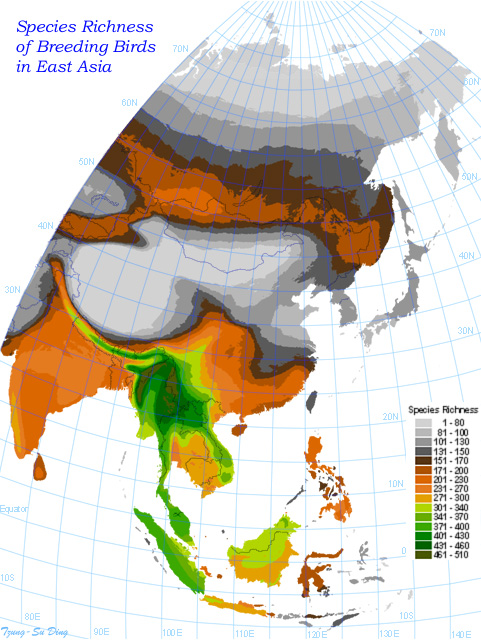 Species Richness
of Breeding Birds
in East Asia
70N
70N
60N
60N
50N
50N
40N
40N
30N
30N
20N
10N
Equator
0
10S
10S
80E
90E
100E
110E
120E
130E
140E
Species Richness
1 - 80
81 - 100
101 - 130
131 - 150
151 - 170
171 - 200
201 - 230
231 - 270
271 - 300
301 - 340
341 - 370
371 - 400
401 - 430
431 - 460
461 - 510
Tzung - Su Ding